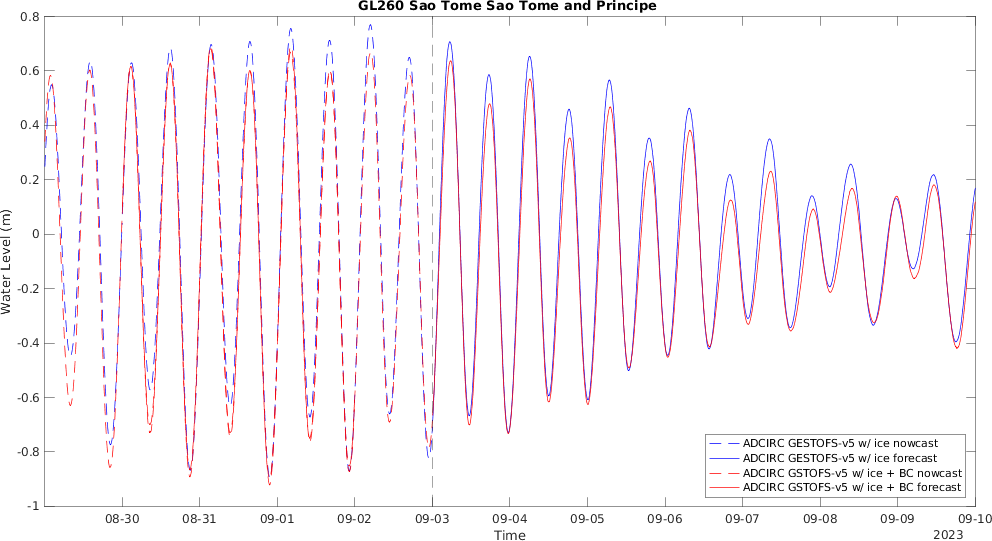 GL260 Sao Tome Sao Tome and Principe
Water Level (m)
0.8
0.6
0.4
0.2
0
-0.2
-0.4
-0.6
-0.8
-1
ADCIRC GESTOFS-v5 w/ ice nowcast
ADCIRC GESTOFS-v5 w/ ice forecast
ADCIRC GSTOFS-v5 w/ ice + BC nowcast
ADCIRC GSTOFS-v5 w/ ice + BC forecast
08-30 08-31 09-01 09-02 09-03 09-04 09-05 09-06 09-07 09-08 09-09 09-10
Time
2023